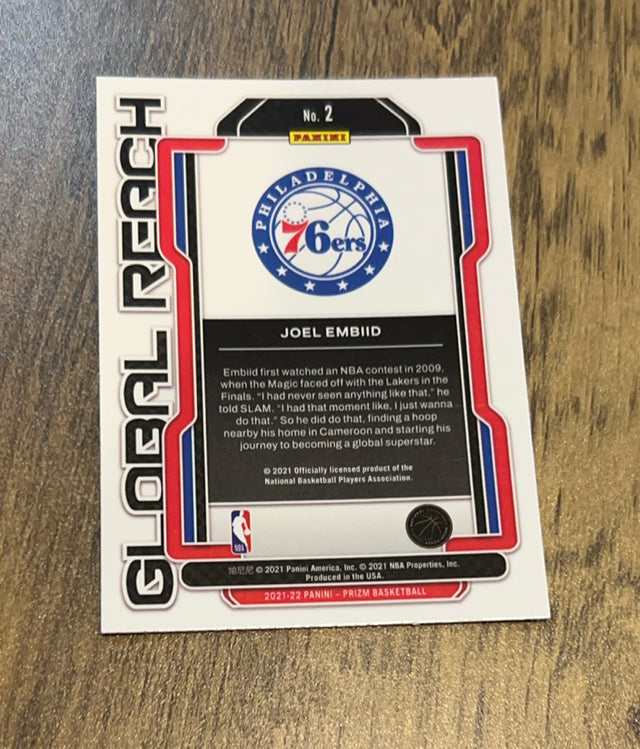 GLOBAL REACH
No. 2
PANINI
PHILADELPHIA
76ers
JOEL EMBIID
Embiid first watched an NBA contest in 2009,
when the Magic faced off with the Lakers in the
Finals. "I had never seen anything like that," he
told SLAM. "I had that moment like, I just wanna
do that." So he did do that, finding a hoop
nearby his home in Cameroon and starting his
journey to becoming a global superstar.
© 2021 Officially licensed product of the
National Basketball Players Association.
NBA
帕尼尼 © 2021 Panini America, Inc. © 2021 NBA Properties, Inc.
Produced in the USA.
2021-22 PANINI – PRIZM BASKETBALL